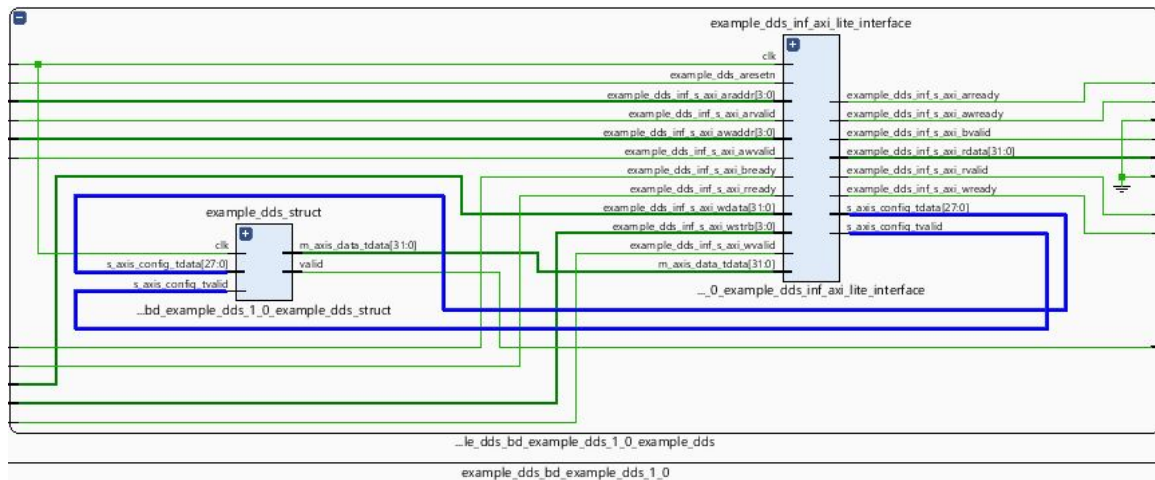 example_dds_inf_axi_lite_interface
clk
example_dds_aresetn
example_dds_inf_s_axi_araddr[3:0]
example_dds_inf_s_axi_arvalid
example_dds_inf_s_axi_awaddr[3:0]
example_dds_inf_s_axi_awvalid
example_dds_inf_s_axi_bready
example_dds_inf_s_axi_rready
example_dds_inf_s_axi_wdata[31:0]
example_dds_inf_s_axi_wstrb[3:0]
example_dds_inf_s_axi_wvalid
m_axis_data_tdata[31:0]
example_dds_inf_s_axi_arready
example_dds_inf_s_axi_awready
example_dds_inf_s_axi_bvalid
example_dds_inf_s_axi_rdata[31:0]
example_dds_inf_s_axi_rvalid
example_dds_inf_s_axi_wready
s_axis_config_tdata[27:0]
s_axis_config_tvalid
..._0_example_dds_inf_axi_lite_interface
example_dds_struct
clk
s_axis_config_tdata[27:0]
s_axis_config_tvalid
m_axis_data_tdata[31:0]
valid
...bd_example_dds_1_0_example_dds_struct
...le_dds_bd_example_dds_1_0_example_dds
example_dds_bd_example_dds_1_0